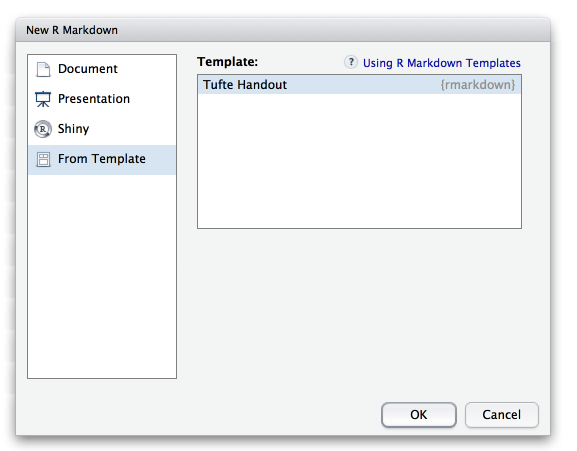 New R Markdown
Document
Presentation
R
Shiny
From Template
Template:
? Using R Markdown Templates
Tufte Handout {rmarkdown}
OK
Cancel